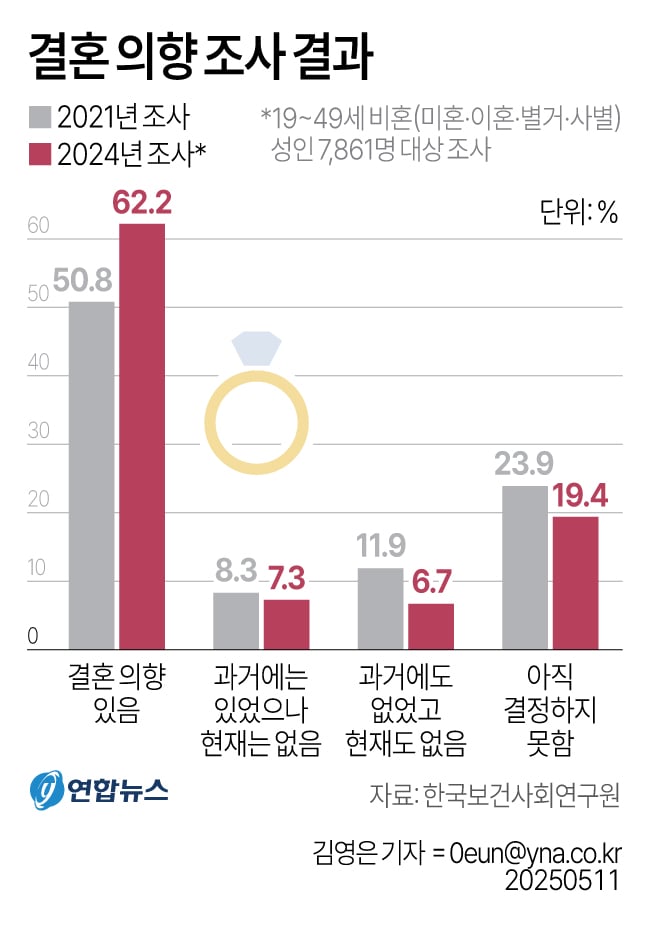 결혼 의향 조사 결과
2021년 조사
2024년 조사*
*19~49세 비혼(미혼·이혼·별거·사별)
성인 7,861명 대상 조사
단위: %
60
50
40
30
20
10
0
50.8
62.2
8.3
7.3
11.9
6.7
23.9
19.4
결혼 의향
있음
과거에는
있었으나
현재는 없음
과거에도
없었고
현재도 없음
아직
결정하지
못함
y 연합뉴스
자료: 한국보건사회연구원
김영은 기자 = 0eun@yna.co.kr
20250511